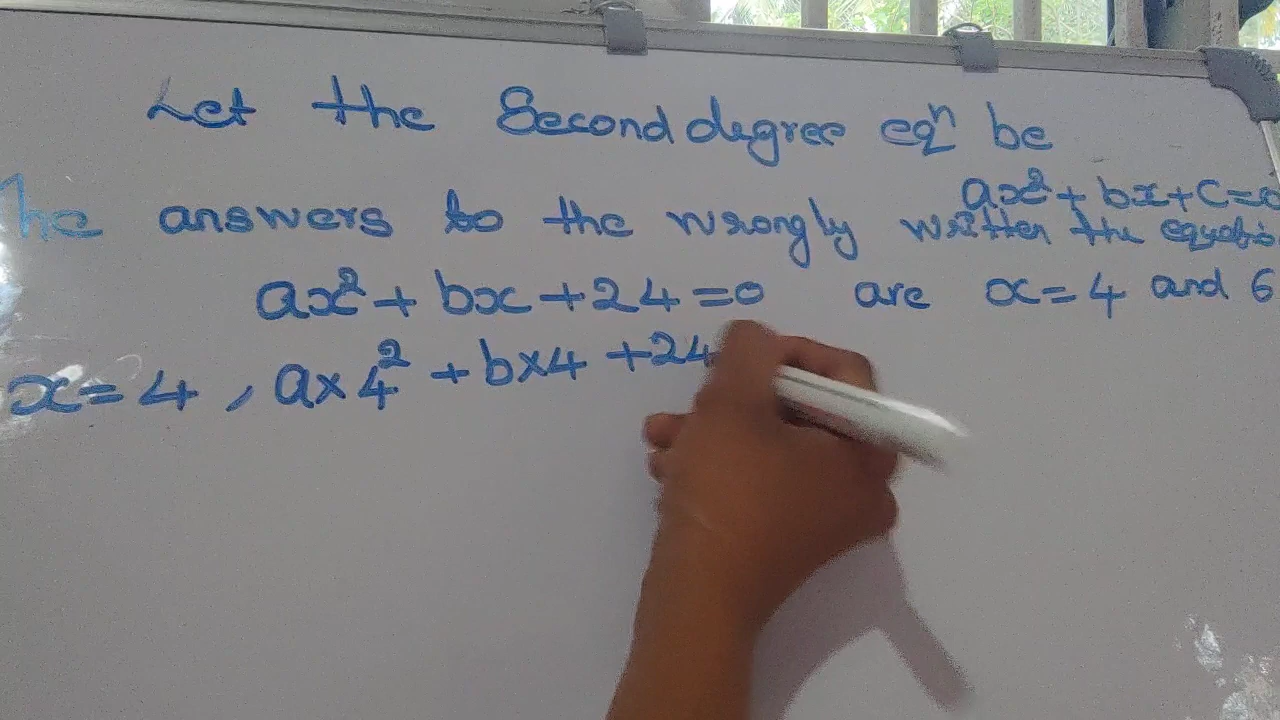 Let the Second degree eqⁿ be
ax² + bx + c = 0
The answers to the wrongly written the equation
ax² + bx + 24 = 0 are x = 4 and 6
x = 4 , a × 4² + b × 4 + 24